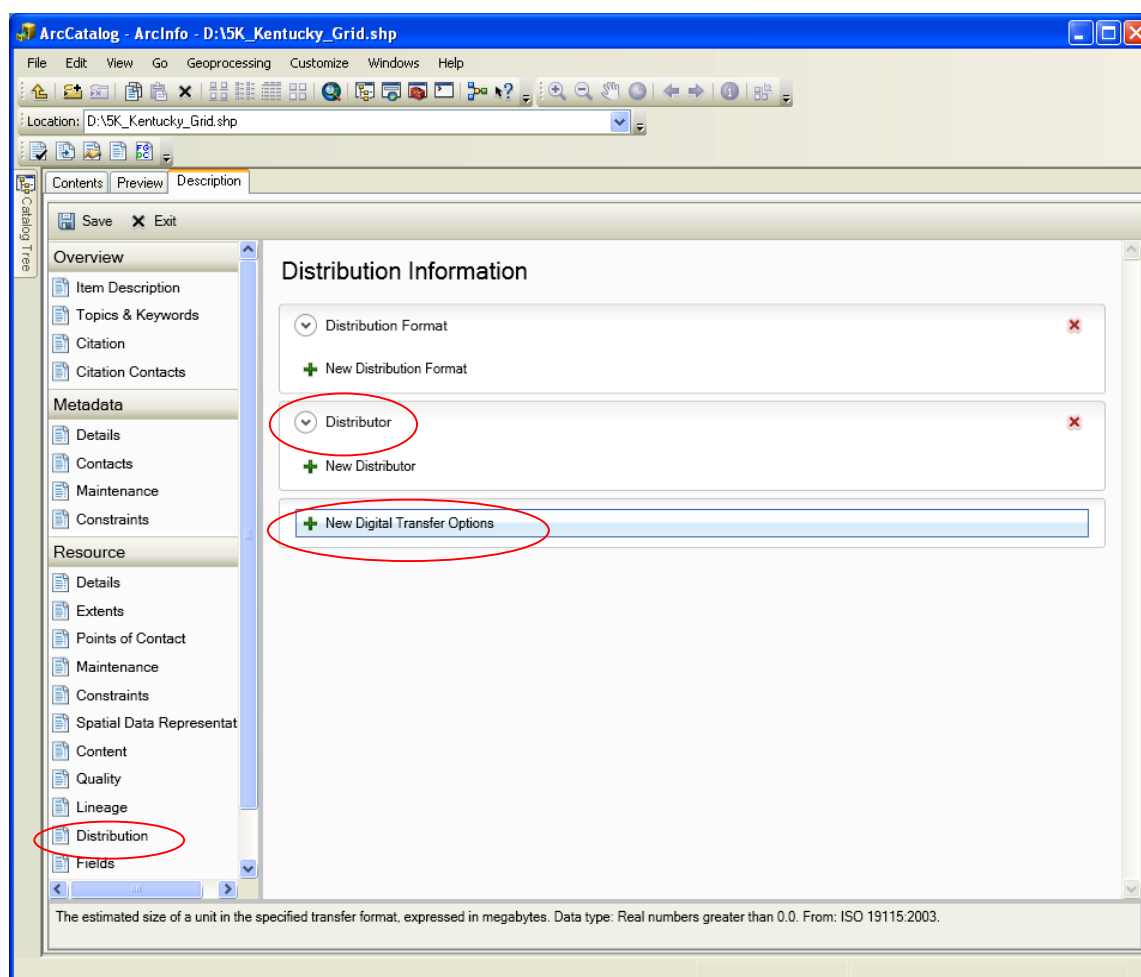 ArcCatalog - ArcInfo - D:\5K_Kentucky_Grid.shp
File Edit View Go Geoprocessing Customize Windows Help
Location: D:\5K_Kentucky_Grid.shp
Catalog Tree
Contents Preview Description
Save Exit
Overview
Item Description
Topics & Keywords
Citation
Citation Contacts
Metadata
Details
Contacts
Maintenance
Constraints
Resource
Details
Extents
Points of Contact
Maintenance
Constraints
Spatial Data Representat
Content
Quality
Lineage
Distribution
Fields
Distribution Information
Distribution Format
New Distribution Format
Distributor
New Distributor
New Digital Transfer Options
The estimated size of a unit in the specified transfer format, expressed in megabytes. Data type: Real numbers greater than 0.0. From: ISO 19115:2003.